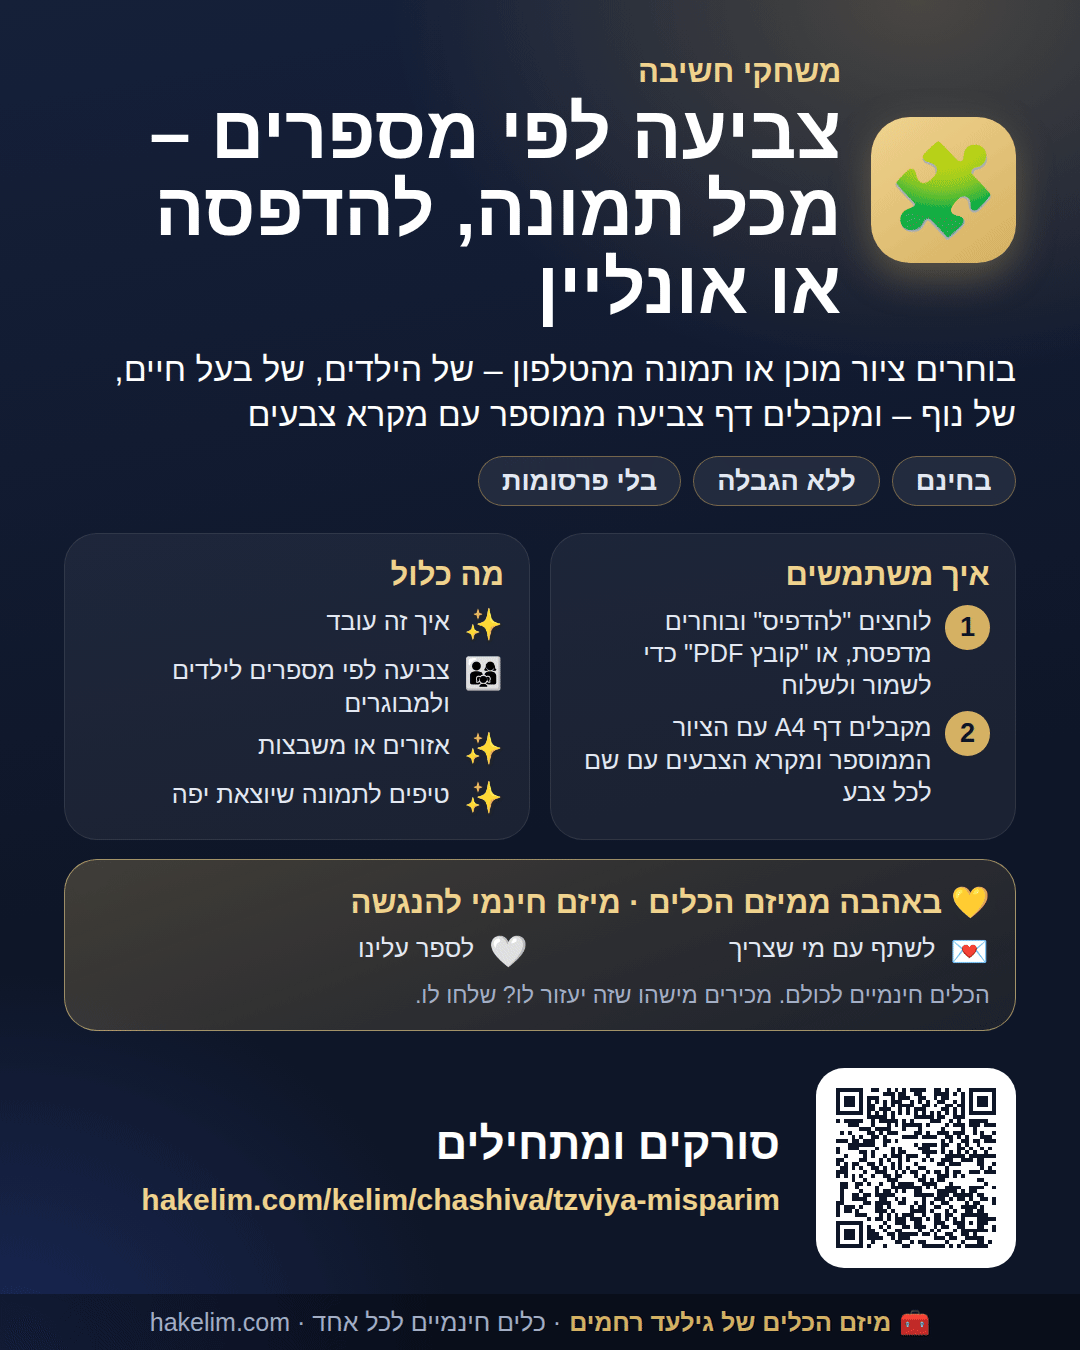 משחקי חשיבה
צביעה לפי מספרים –
מכל תמונה, להדפסה
או אונליין
בוחרים ציור מוכן או תמונה מהטלפון – של הילדים, של בעל חיים,
של נוף – ומקבלים דף צביעה ממוספר עם מקרא צבעים
בחינם
ללא הגבלה
בלי פרסומות
איך משתמשים
1
לוחצים "להדפיס" ובוחרים
מדפסת, או "קובץ PDF" כדי
לשמור ולשלוח
2
מקבלים דף A4 עם הציור
הממוספר ומקרא הצבעים עם שם
לכל צבע
מה כלול
איך זה עובד
צביעה לפי מספרים לילדים
ולמבוגרים
אזורים או משבצות
טיפים לתמונה שיוצאת יפה
באהבה ממיזם הכלים · מיזם חינמי להנגשה
לשתף עם מי שצריך
לספר עלינו
הכלים חינמיים לכולם. מכירים מישהו שזה יעזור לו? שלחו לו.
סורקים ומתחילים
hakelim.com/kelim/chashiva/tzviya-misparim
מיזם הכלים של גילעד רחמים · כלים חינמיים לכל אחד · hakelim.com